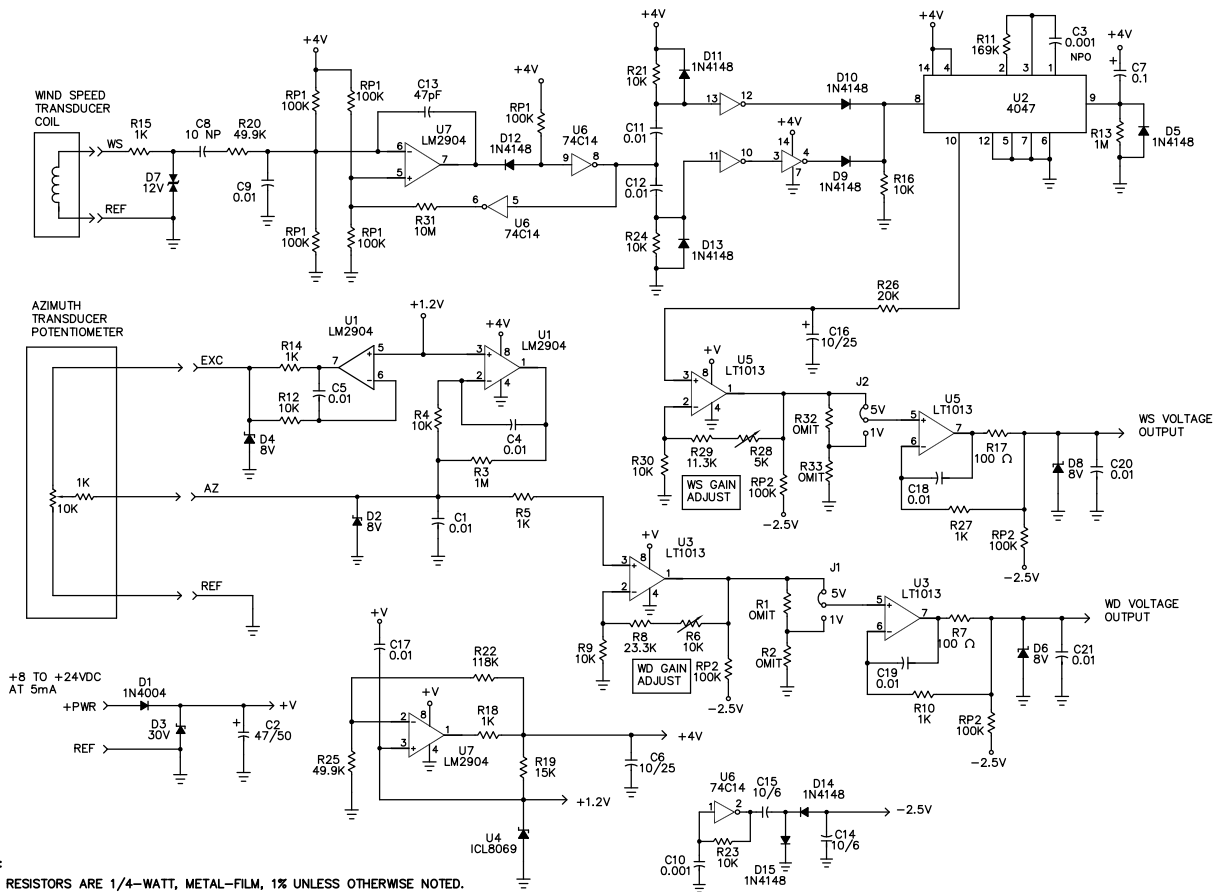 WIND SPEED
TRANSDUCER
COIL
WS
REF
R15
1K
D7
12V
C8
10 NP
R20
49.9K
C9
0.01
+4V
RP1
100K
RP1
100K
RP1
100K
RP1
100K
C13
47pF
6
5
7
U7
LM2904
D12
1N4148
+4V
RP1
100K
U6
74C14
9
8
R31
10M
6
5
U6
74C14
+4V
R21
10K
D11
1N4148
C11
0.01
C12
0.01
R24
10K
D13
1N4148
13
12
11
10
+4V
14
3
4
7
D10
1N4148
D9
1N4148
R16
10K
+4V
14
4
R11
169K
C3
0.001
NPO
2
3
1
8
U2
4047
9
10
12
5
7
6
+4V
C7
0.1
R13
1M
D5
1N4148
AZIMUTH
TRANSDUCER
POTENTIOMETER
1K
10K
EXC
AZ
REF
R14
1K
R12
10K
D4
8V
C5
0.01
U1
LM2904
7
5
6
+1.2V
+4V
U1
LM2904
3
2
8
4
1
R4
10K
C4
0.01
R3
1M
D2
8V
C1
0.01
R5
1K
R26
20K
C16
10/25
+V
U5
LT1013
3
2
8
4
1
R30
10K
R29
11.3K
R28
5K
WS GAIN
ADJUST
RP2
100K
-2.5V
R32
OMIT
R33
OMIT
J2
5V
1V
U5
LT1013
5
6
7
C18
0.01
R17
100 Ω
R27
1K
RP2
100K
-2.5V
D8
8V
C20
0.01
WS VOLTAGE
OUTPUT
+V
U3
LT1013
3
2
8
4
1
R9
10K
R8
23.3K
R6
10K
WD GAIN
ADJUST
RP2
100K
-2.5V
R1
OMIT
R2
OMIT
J1
5V
1V
U3
LT1013
5
6
7
C19
0.01
R7
100 Ω
R10
1K
RP2
100K
-2.5V
D6
8V
C21
0.01
WD VOLTAGE
OUTPUT
+8 TO +24VDC
AT 5mA
+PWR
REF
D1
1N4004
D3
30V
C2
47/50
+V
+V
C17
0.01
R22
118K
+V
2
3
8
4
1
U7
LM2904
R18
1K
R25
49.9K
R19
15K
C6
10/25
+4V
+1.2V
U4
ICL8069
U6
74C14
1
2
C15
10/6
D14
1N4148
-2.5V
R23
10K
C10
0.001
D15
1N4148
C14
10/6
:
RESISTORS ARE 1/4-WATT, METAL-FILM, 1% UNLESS OTHERWISE NOTED.